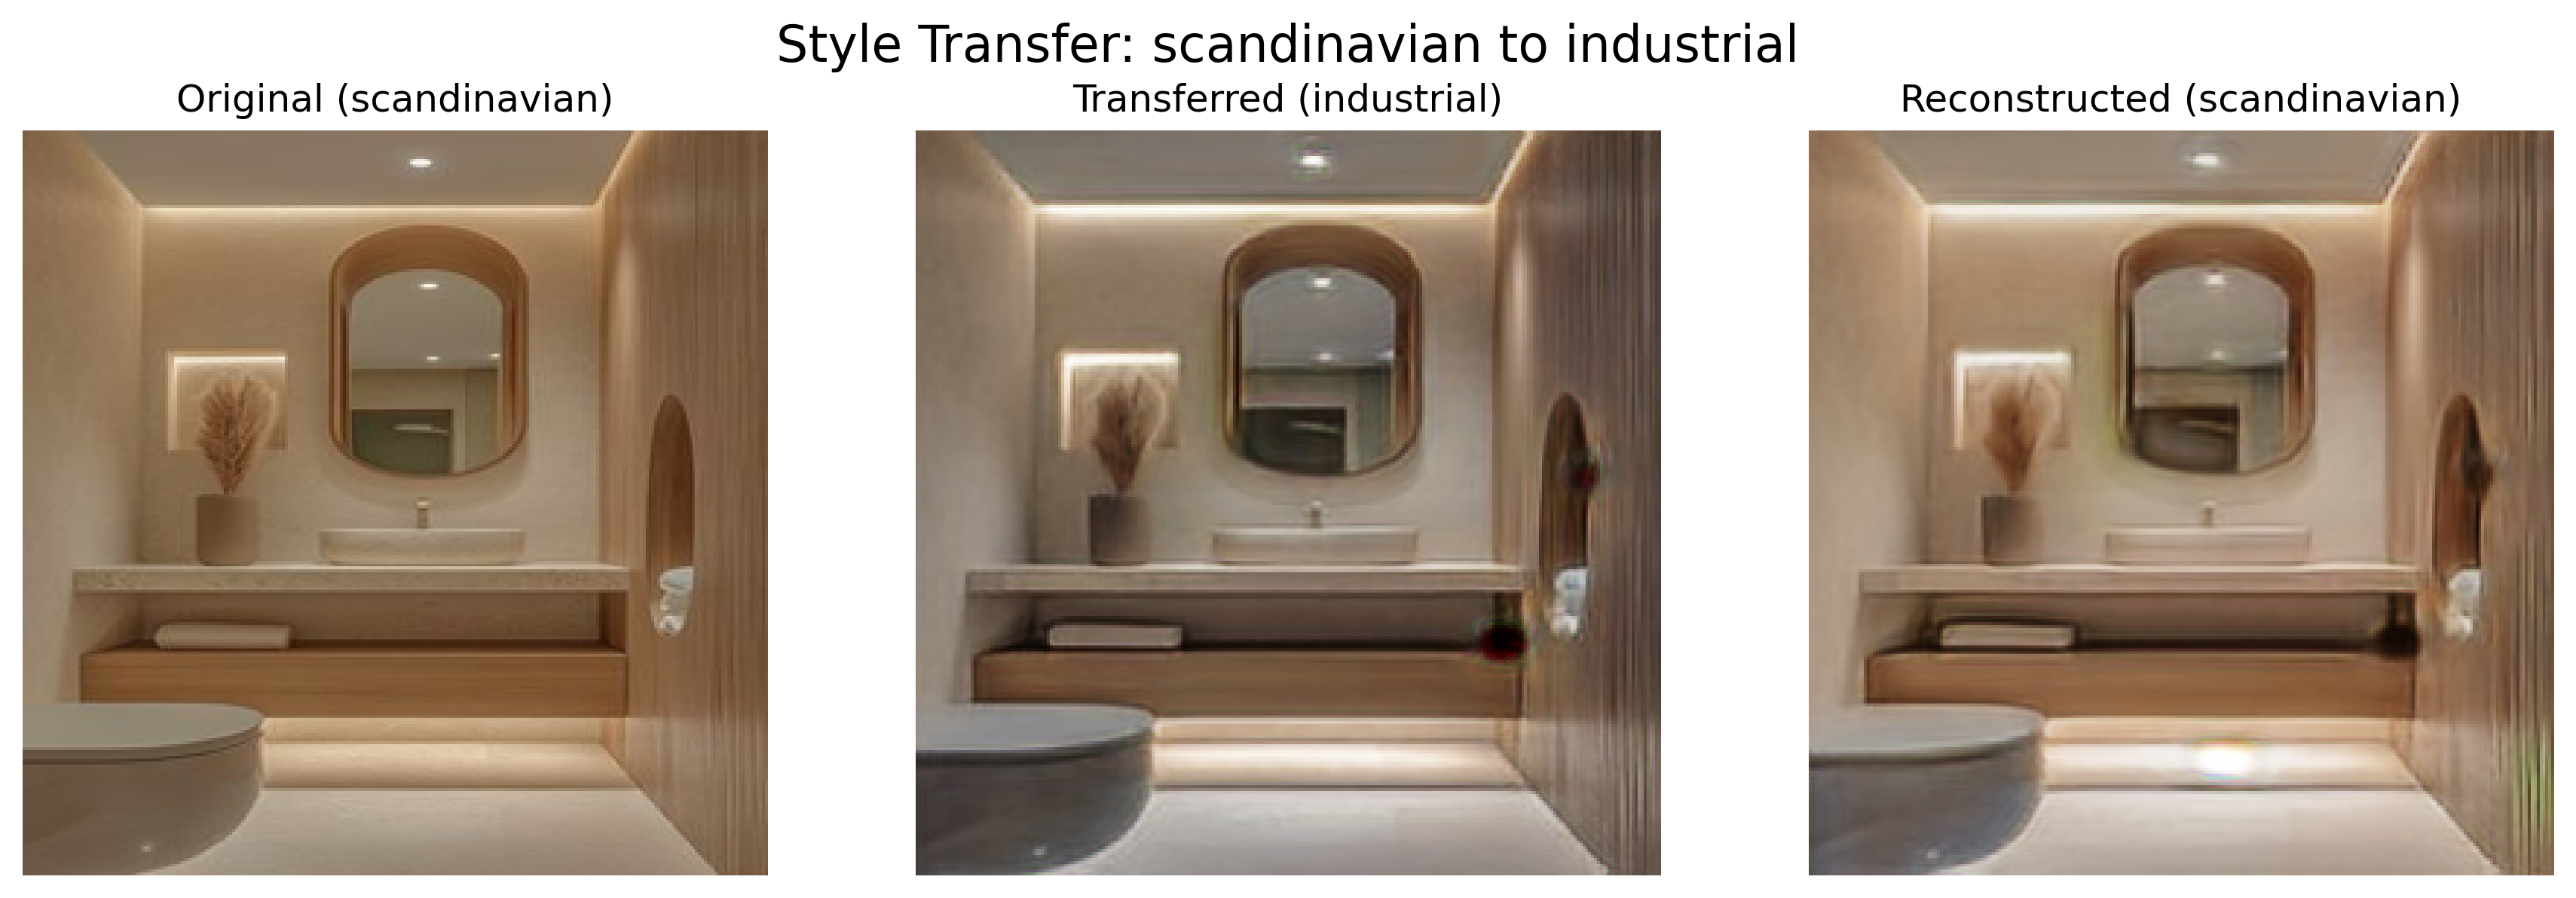 Style Transfer: scandinavian to industrial
Original (scandinavian)
Transferred (industrial)
Reconstructed (scandinavian)